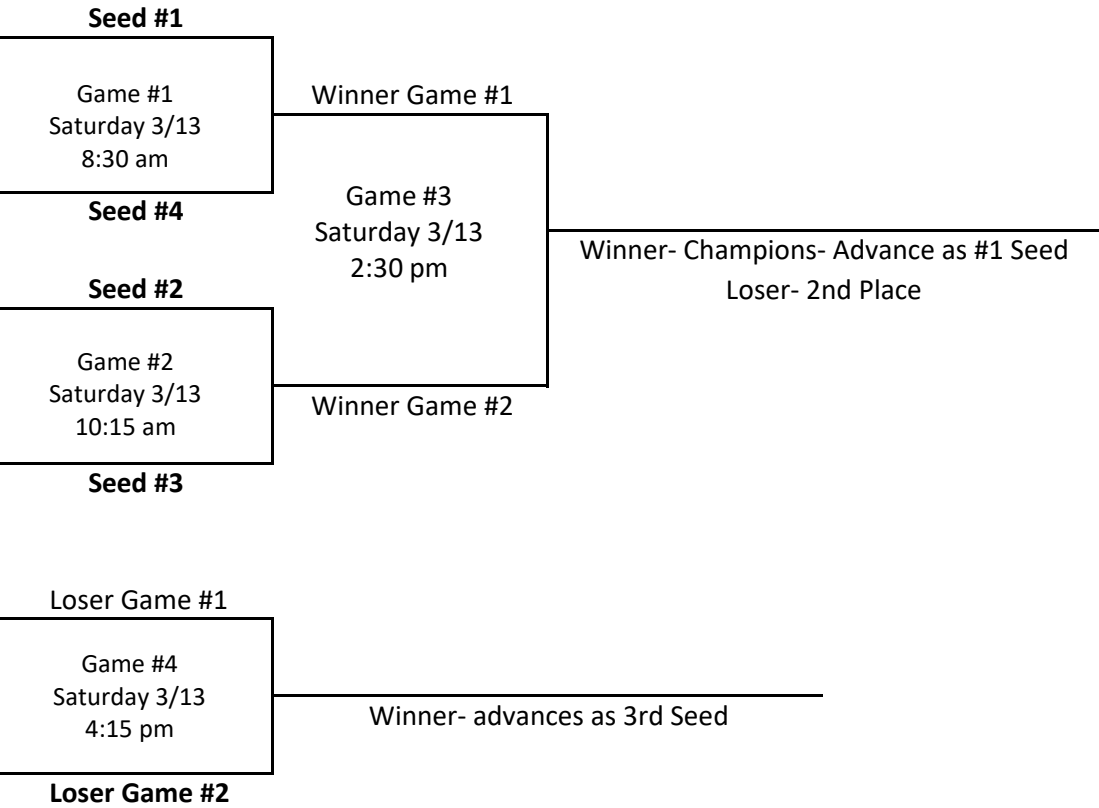 Seed #1
Game #1
Saturday 3/13
8:30 am
Seed #4
Winner Game #1
Game #3
Saturday 3/13
2:30 pm
Winner- Champions- Advance as #1 Seed
Loser- 2nd Place
Seed #2
Game #2
Saturday 3/13
10:15 am
Seed #3
Winner Game #2
Loser Game #1
Game #4
Saturday 3/13
4:15 pm
Loser Game #2
Winner- advances as 3rd Seed